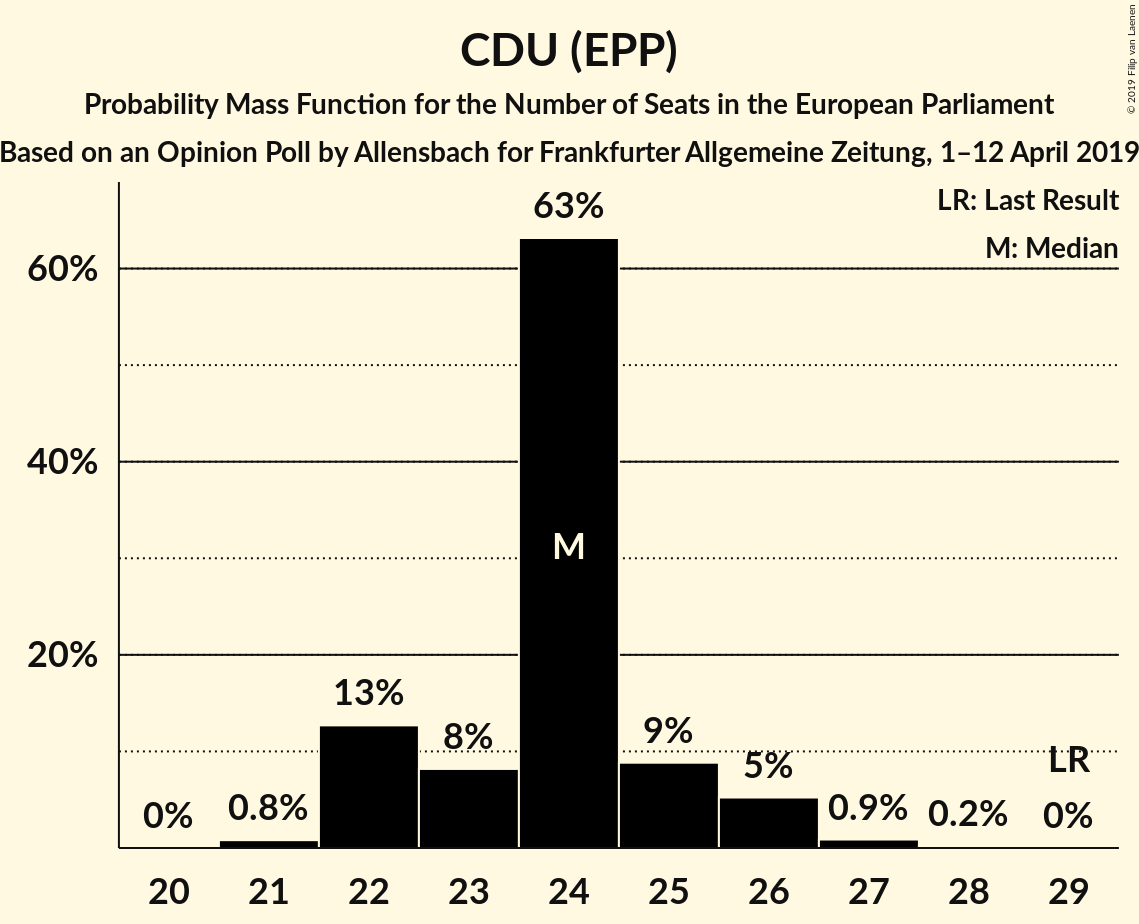 CDU (EPP)
Probability Mass Function for the Number of Seats in the European Parliament
Based on an Opinion Poll by Allensbach for Frankfurter Allgemeine Zeitung, 1–12 April 2019
© 2019 Filip van Laenen
LR: Last Result
M: Median
60%
40%
20%
0%
0.8%
13%
8%
63%
M
9%
5%
0.9%
0.2%
LR
0%
20 21 22 23 24 25 26 27 28 29